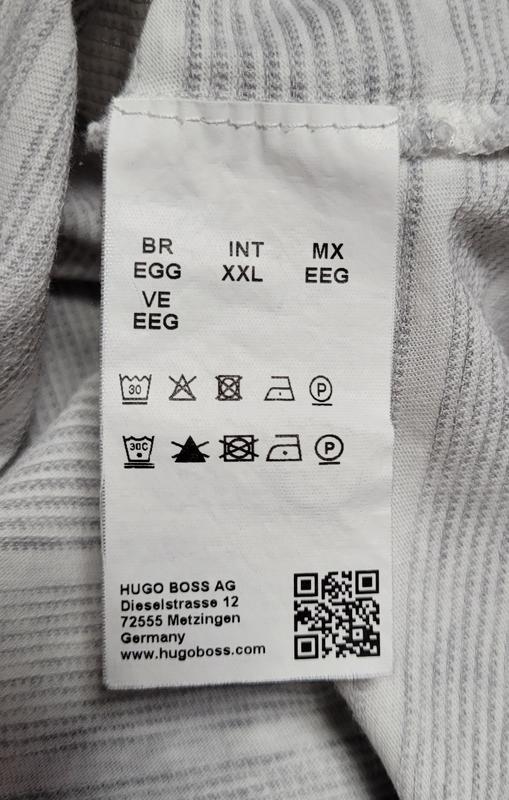 BR INT MX
EGG XXL EEG
VE
EEG
30 P
30C P
HUGO BOSS AG
Dieselstrasse 12
72555 Metzingen
Germany
www.hugoboss.com